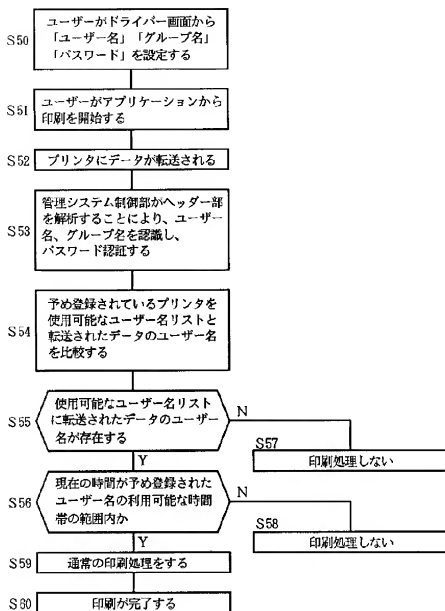 S50
ユーザーがドライバー画面から
「ユーザー名」「グループ名」
「パスワード」を設定する
S51
ユーザーがアプリケーションから
印刷を開始する
S52
プリンタにデータが転送される
S53
管理システム制御部がヘッダー部
を解析することにより、ユーザー
名、グループ名を認識し、
パスワード認証する
S54
予め登録されているプリンタを
使用可能なユーザー名リストと
転送されたデータのユーザー名
を比較する
S55
使用可能なユーザー名リスト
に転送されたデータのユーザー
名が存在する
N
Y
S57
印刷処理しない
S56
現在の時間が予め登録された
ユーザー名の利用可能な時間
帯の範囲内か
N
Y
S58
印刷処理しない
S59
通常の印刷処理をする
S60
印刷が完了する